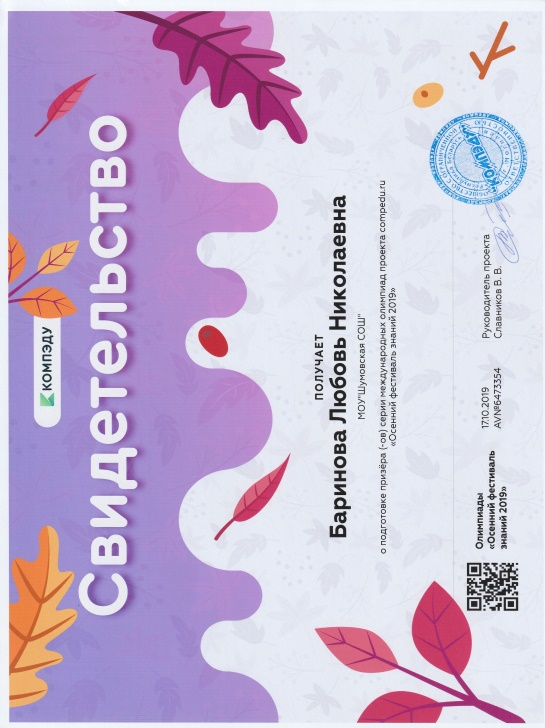 КОМПЭДУ
Свидетельство
ПОЛУЧАЕТ
Баринова Любовь Николаевна
МОУ"Шумовская СОШ"
о подготовке призёра (-ов) серии международных олимпиад проекта compedu.ru
«Осенний фестиваль знаний 2019»
Олимпиады
«Осенний фестиваль
знаний 2019»
17.10.2019
AV№6473354
Руководитель проекта
Славников В. В.